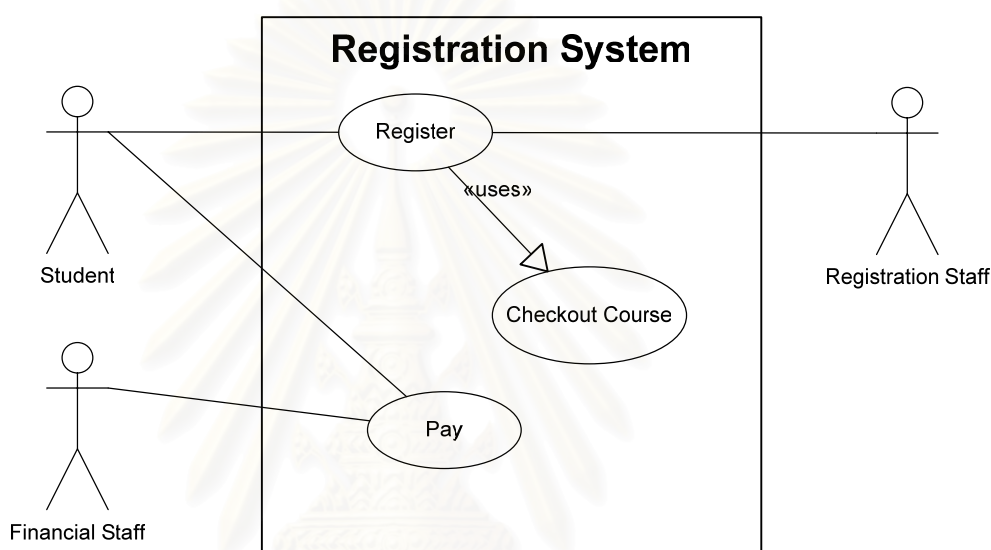 Registration System
Register
«uses»
Student
Registration Staff
Checkout Course
Pay
Financial Staff